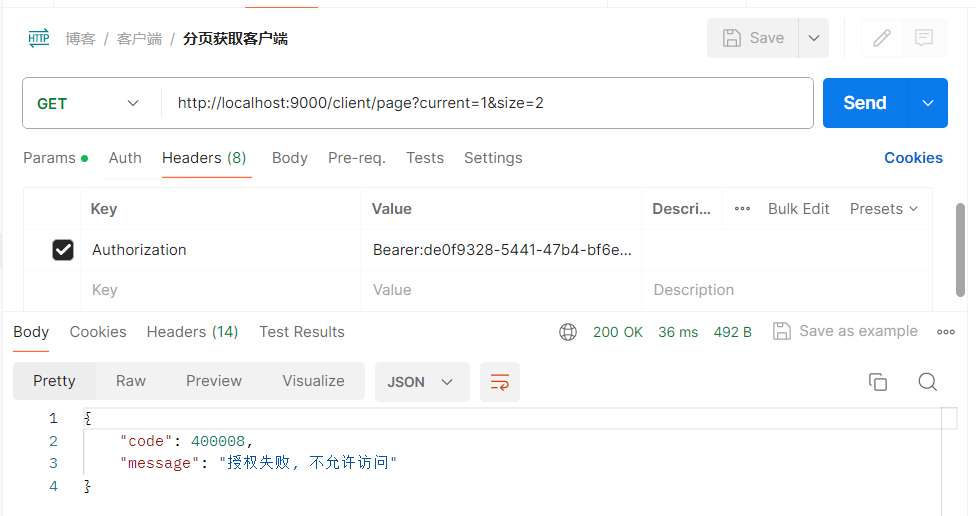 HTTP 博客 / 客户端 / 分页获取客户端 Save
GET http://localhost:9000/client/page?current=1&size=2 Send
Params Auth Headers (8) Body Pre-req. Tests Settings Cookies
Key Value Descri... Bulk Edit Presets
Authorization Bearer:de0f9328-5441-47b4-bf6e...
Key Value Description
Body Cookies Headers (14) Test Results 200 OK 36 ms 492 B Save as example
Pretty Raw Preview Visualize JSON
1 {
2 "code": 400008,
3 "message": "授权失败, 不允许访问"
4 }